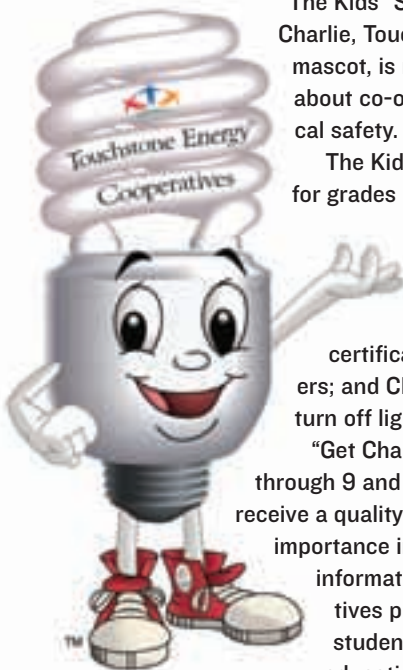 The Kids "S
Charlie, Touc
mascot, is
about co-o
cal safety.
The Kid
for grades
Touchstone Energy®
Cooperatives
certifica
ers; and Cl
turn off lig
"Get Cha
through 9 and
receive a quality
importance i
informat
tives p
studen
TM